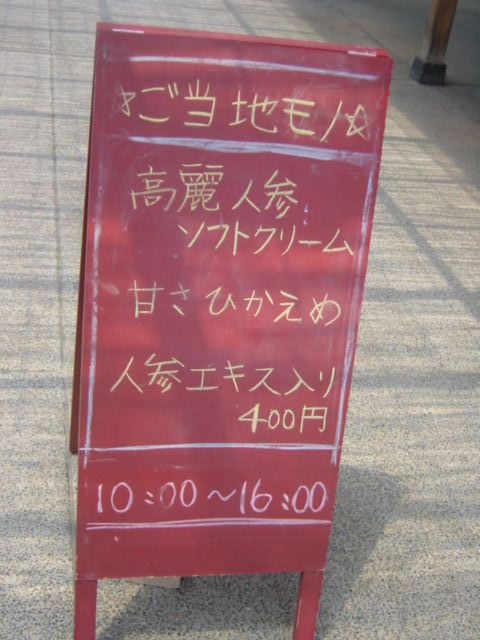 ☆ご当地モノ☆
高麗人参
ソフトクリーム
甘さひかえめ
人参エキス入り
400円
10:00~16:00